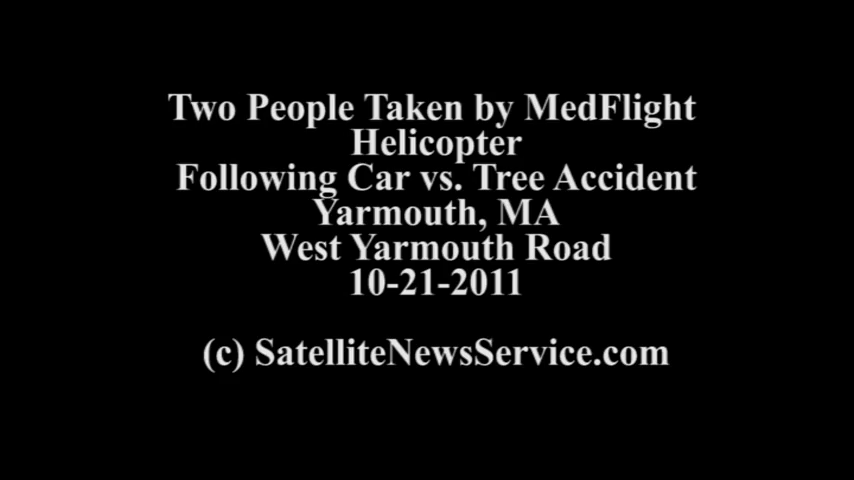 Two People Taken by MedFlight
Helicopter
Following Car vs. Tree Accident
Yarmouth, MA
West Yarmouth Road
10-21-2011
(c) SatelliteNewsService.com